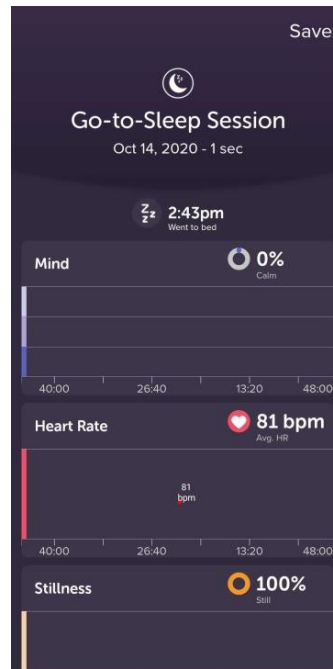 Save
Go-to-Sleep Session
Oct 14, 2020 - 1 sec
Z z z 2:43pm
Went to bed
Mind 0%
Calm
40:00 26:40 13:20 48:00
Heart Rate 81 bpm
Avg. HR
81
bpm
40:00 26:40 13:20 48:00
Stillness 100%
Still